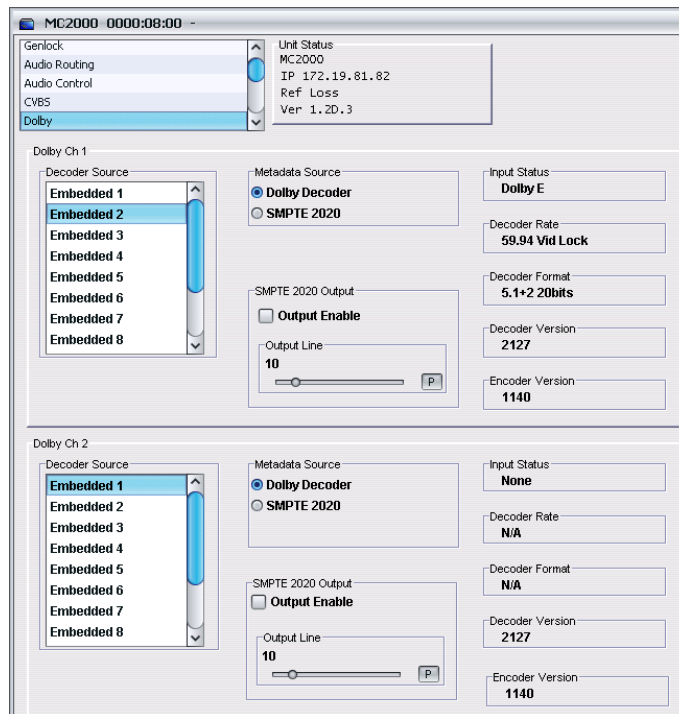 MC2000 0000:08:00 -
Genlock
Audio Routing
Audio Control
CVBS
Dolby
Unit Status
MC2000
IP 172.19.81.82
Ref Loss
Ver 1.2D.3
Dolby Ch 1
Decoder Source
Embedded 1
Embedded 2
Embedded 3
Embedded 4
Embedded 5
Embedded 6
Embedded 7
Embedded 8
Metadata Source
Dolby Decoder
SMPTE 2020
SMPTE 2020 Output
Output Enable
Output Line
10
P
Input Status
Dolby E
Decoder Rate
59.94 Vid Lock
Decoder Format
5.1+2 20bits
Decoder Version
2127
Encoder Version
1140
Dolby Ch 2
Decoder Source
Embedded 1
Embedded 2
Embedded 3
Embedded 4
Embedded 5
Embedded 6
Embedded 7
Embedded 8
Metadata Source
Dolby Decoder
SMPTE 2020
SMPTE 2020 Output
Output Enable
Output Line
10
P
Input Status
None
Decoder Rate
N/A
Decoder Format
N/A
Decoder Version
2127
Encoder Version
1140